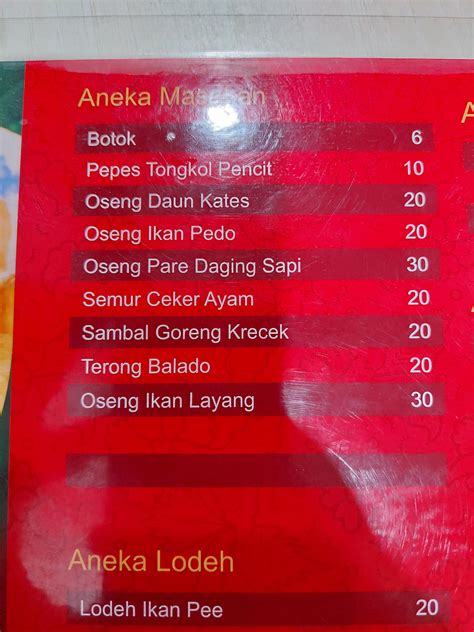 Aneka Masakan
Botok 6
Pepes Tongkol Pencit 10
Oseng Daun Kates 20
Oseng Ikan Pedo 20
Oseng Pare Daging Sapi 30
Semur Ceker Ayam 20
Sambal Goreng Krecek 20
Terong Balado 20
Oseng Ikan Layang 30
Aneka Lodeh
Lodeh Ikan Pee 20